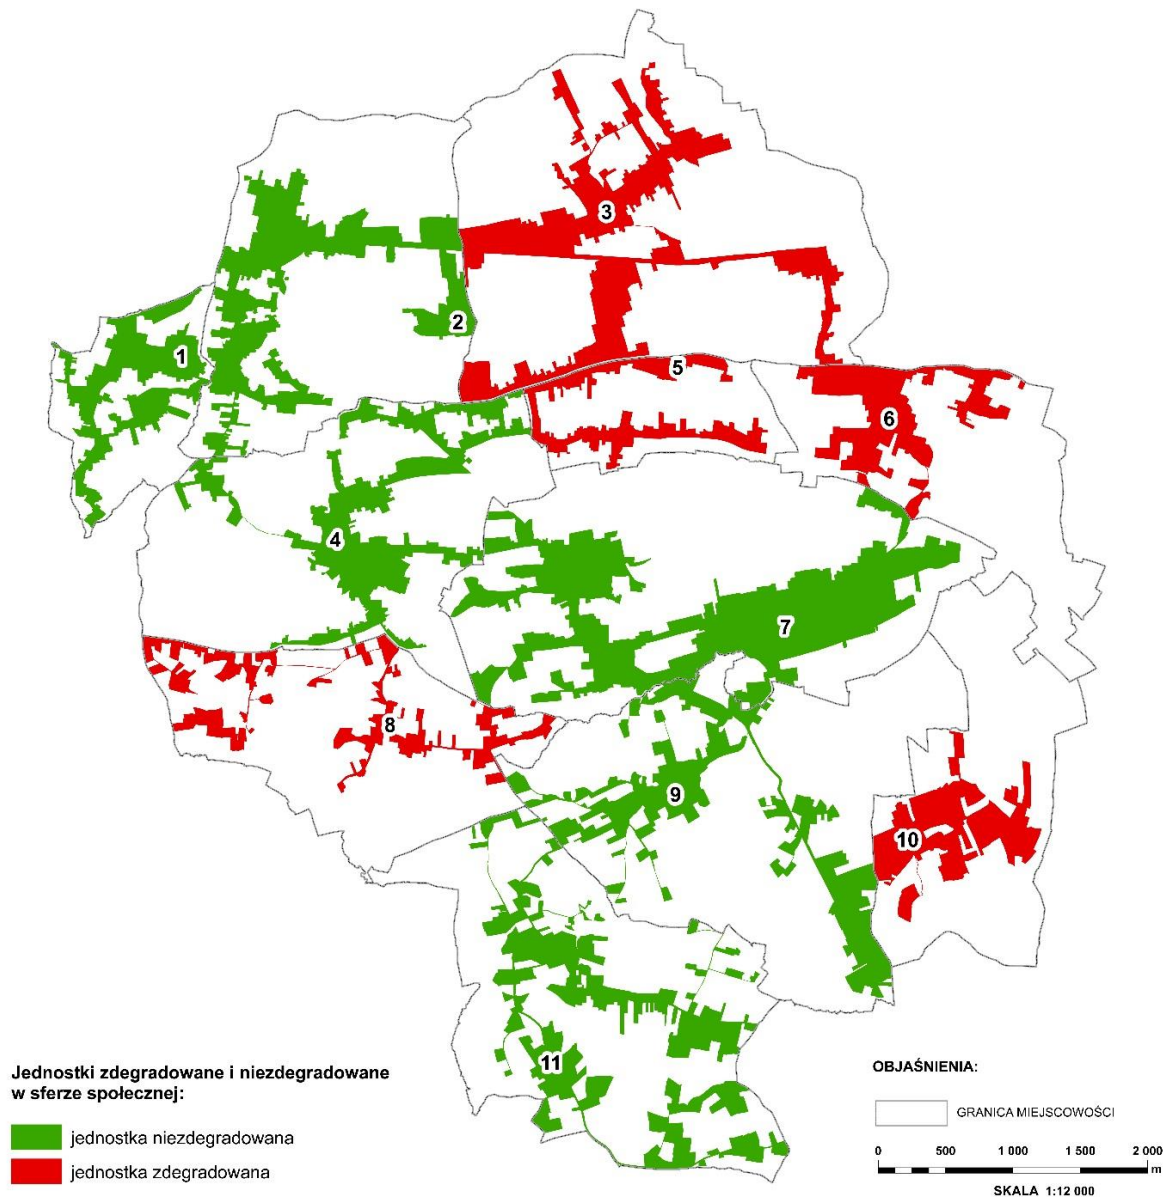 3
2
1
5
6
4
7
8
9
10
11
Jednostki zdegradowane i niezdegradowane
w sferze społecznej:
jednostka niezdegradowana
jednostka zdegradowana
OBJAŚNIENIA:
GRANICA MIEJSCOWOŚCI
0 500 1 000 1 500 2 000
m
SKALA 1:12 000